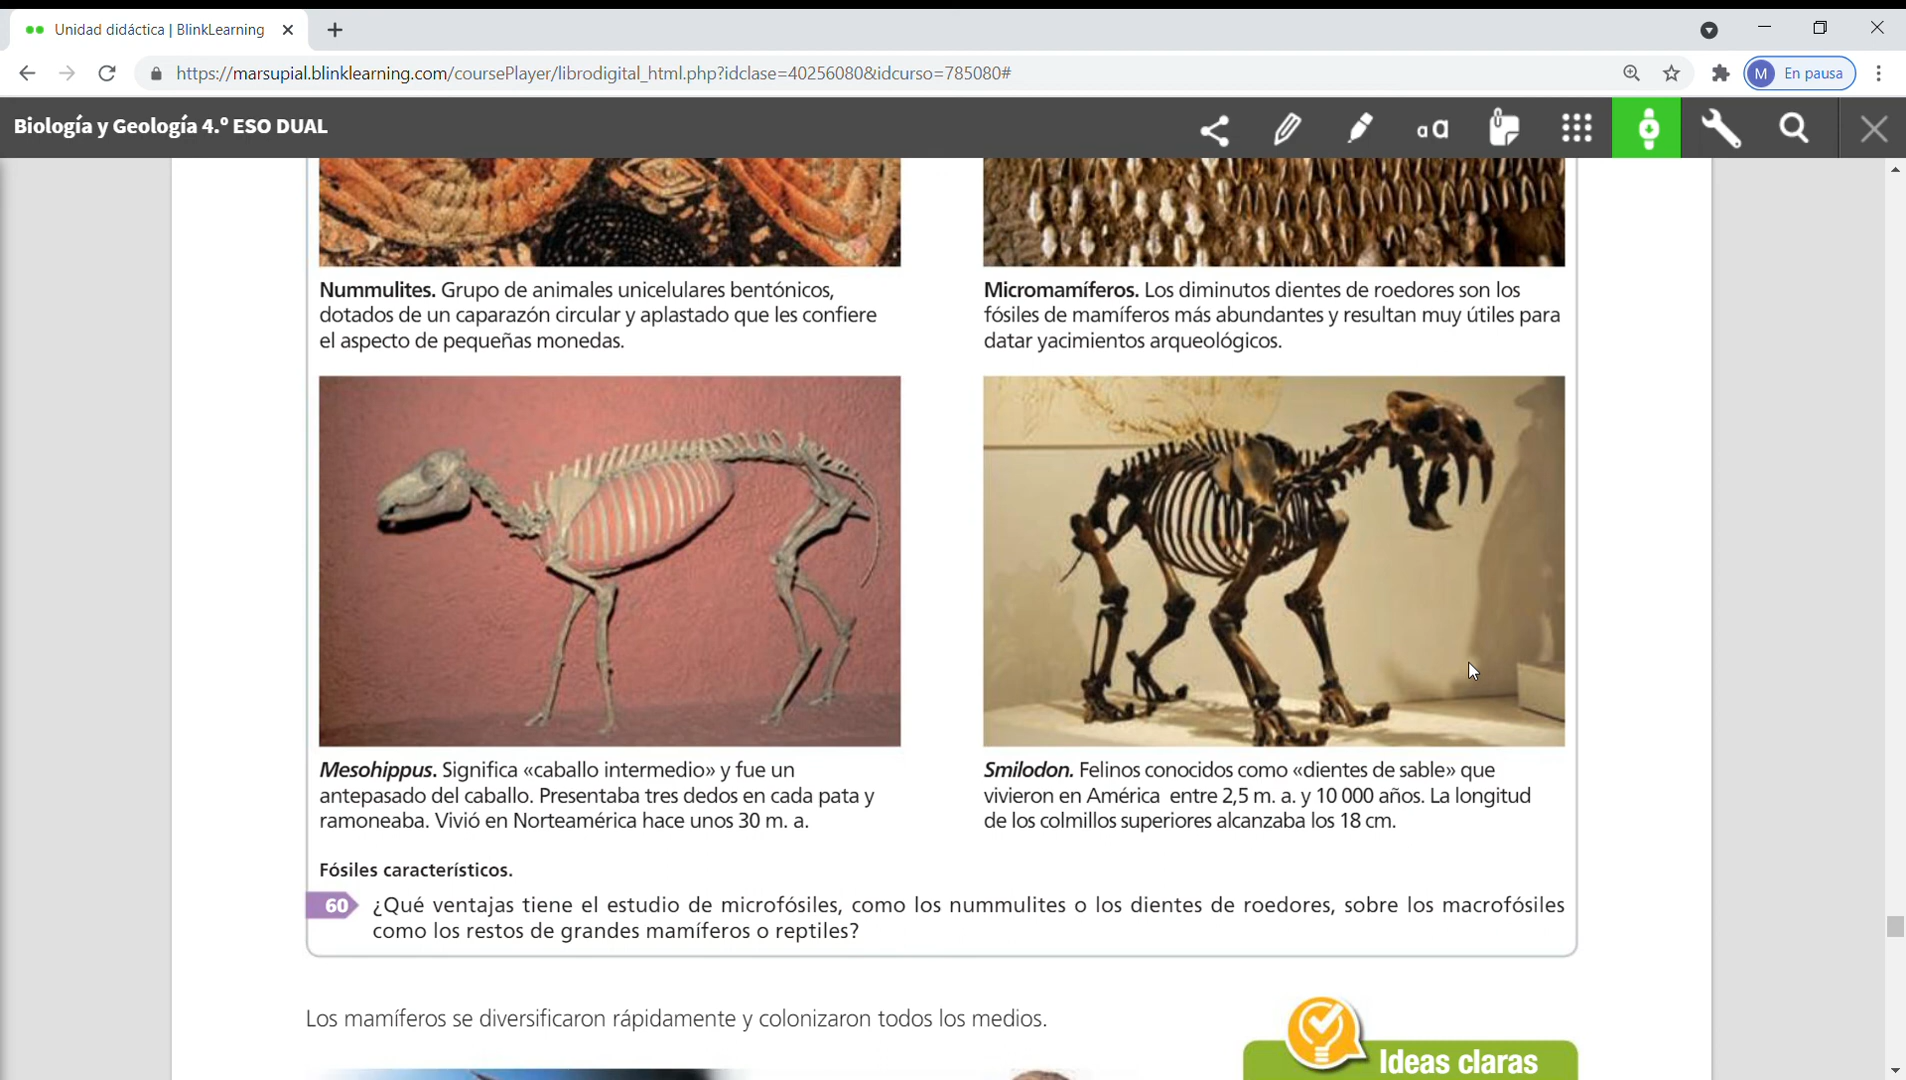 Unidad didáctica | BlinkLearning
https://marsupial.blinklearning.com/coursePlayer/librodigital_html.php?idclase=40256080&idcurso=785080#
M En pausa
Biología y Geología 4.º ESO DUAL
a a
Nummulites. Grupo de animales unicelulares bentónicos,
dotados de un caparazón circular y aplastado que les confiere
el aspecto de pequeñas monedas.
Micromamíferos. Los diminutos dientes de roedores son los
fósiles de mamíferos más abundantes y resultan muy útiles para
datar yacimientos arqueológicos.
Mesohippus. Significa «caballo intermedio» y fue un
antepasado del caballo. Presentaba tres dedos en cada pata y
ramoneaba. Vivió en Norteamérica hace unos 30 m. a.
Smilodon. Felinos conocidos como «dientes de sable» que
vivieron en América entre 2,5 m. a. y 10 000 años. La longitud
de los colmillos superiores alcanzaba los 18 cm.
Fósiles característicos.
60 ¿Qué ventajas tiene el estudio de microfósiles, como los nummulites o los dientes de roedores, sobre los macrofósiles
como los restos de grandes mamíferos o reptiles?
Los mamíferos se diversificaron rápidamente y colonizaron todos los medios.
Ideas claras